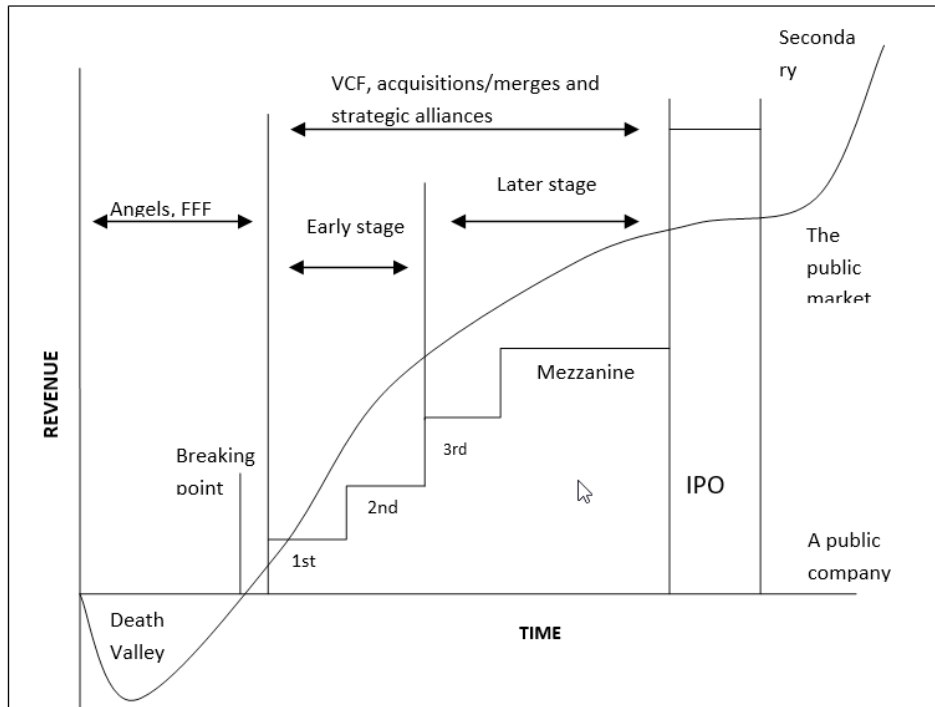 Seconda
ry
VCF, acquisitions/merges and
strategic alliances
Later stage
Angels, FFF
Early stage
The
public
market
Mezzanine
REVENUE
Breaking
point
3rd
2nd
IPO
1st
A public
company
Death
Valley
TIME